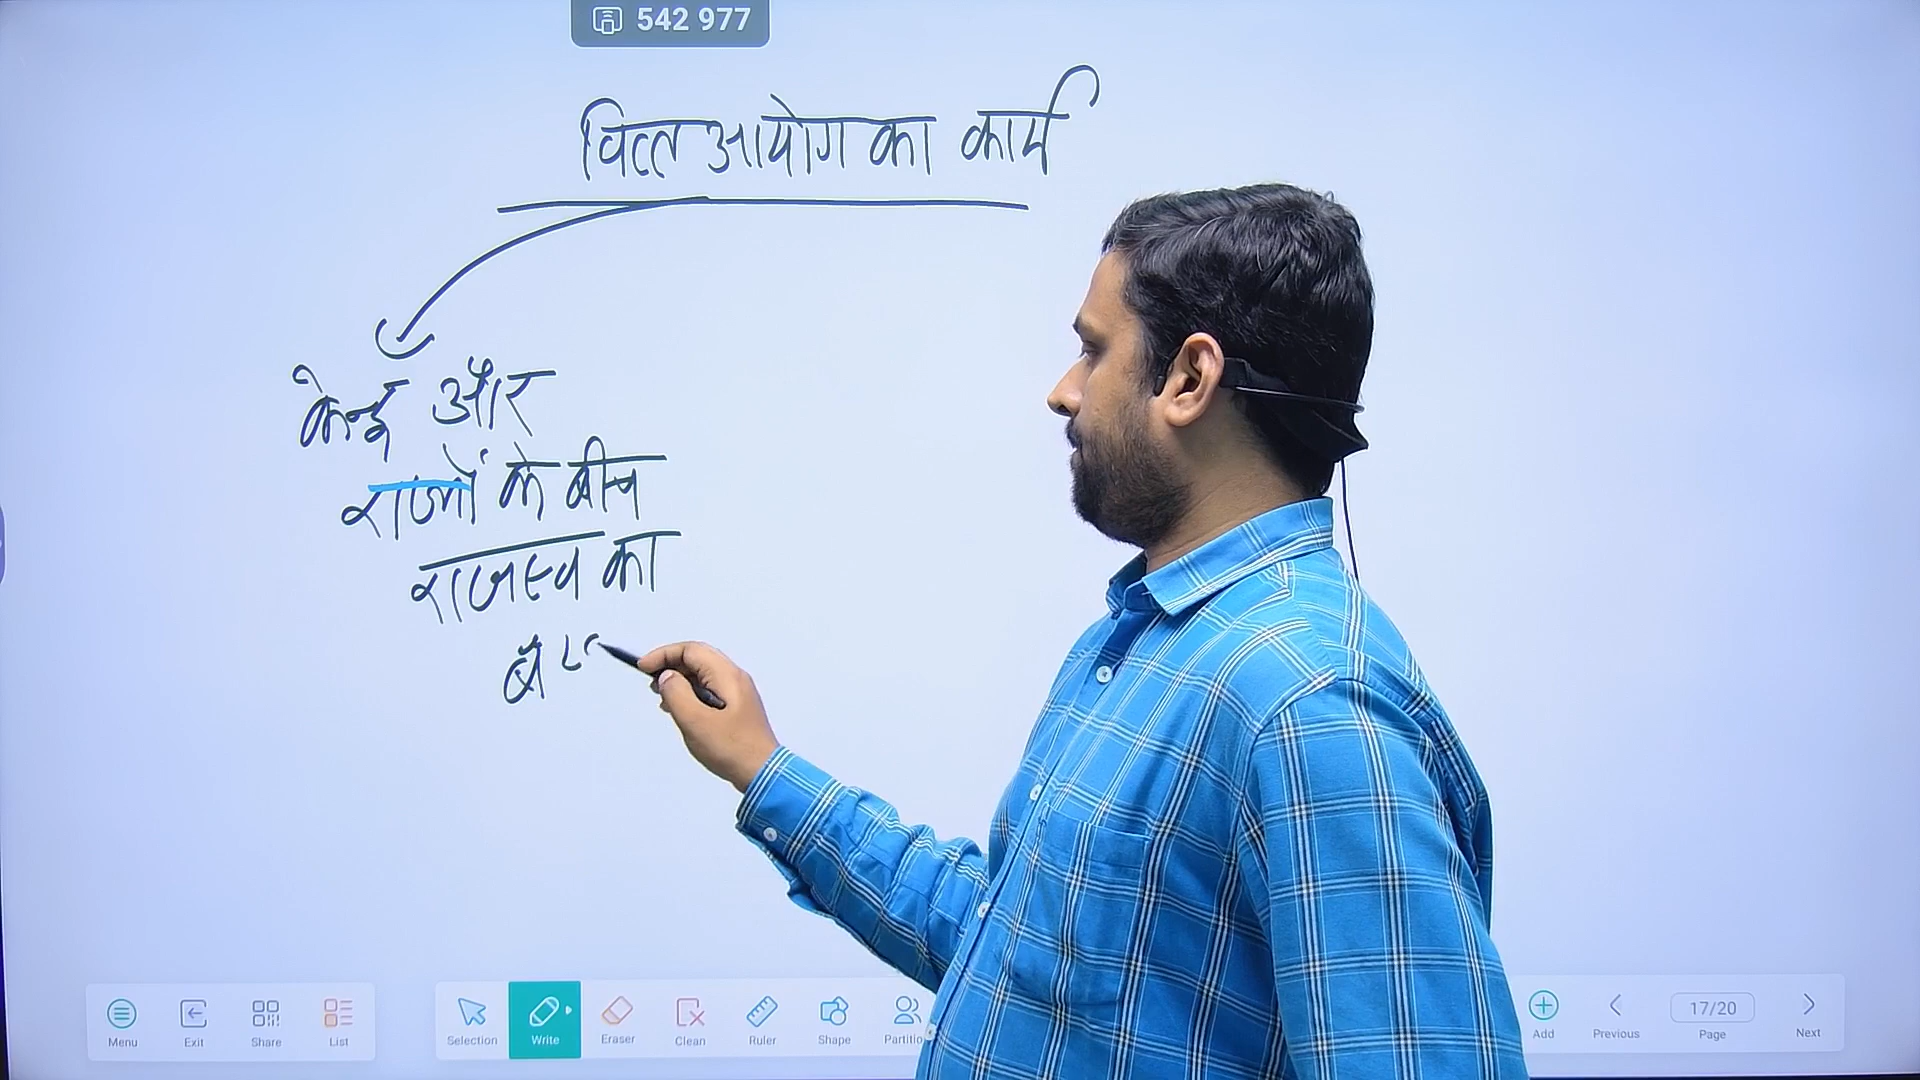 542 977
वित्त आयोग का कार्य
केन्द्र और
राज्यों के बीच
राजस्व का
Menu Exit Share List Selection Write Eraser Clean Ruler Shape Partitio Add Previous 17/20 Page Next